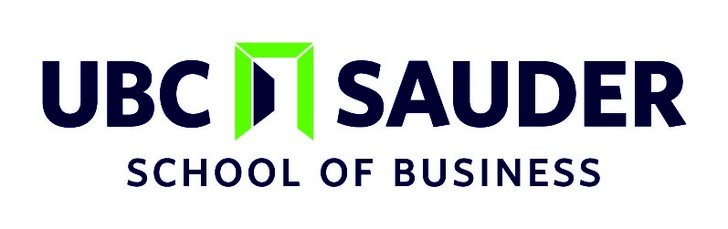 UBC SAUDER
SCHOOL OF BUSINESS